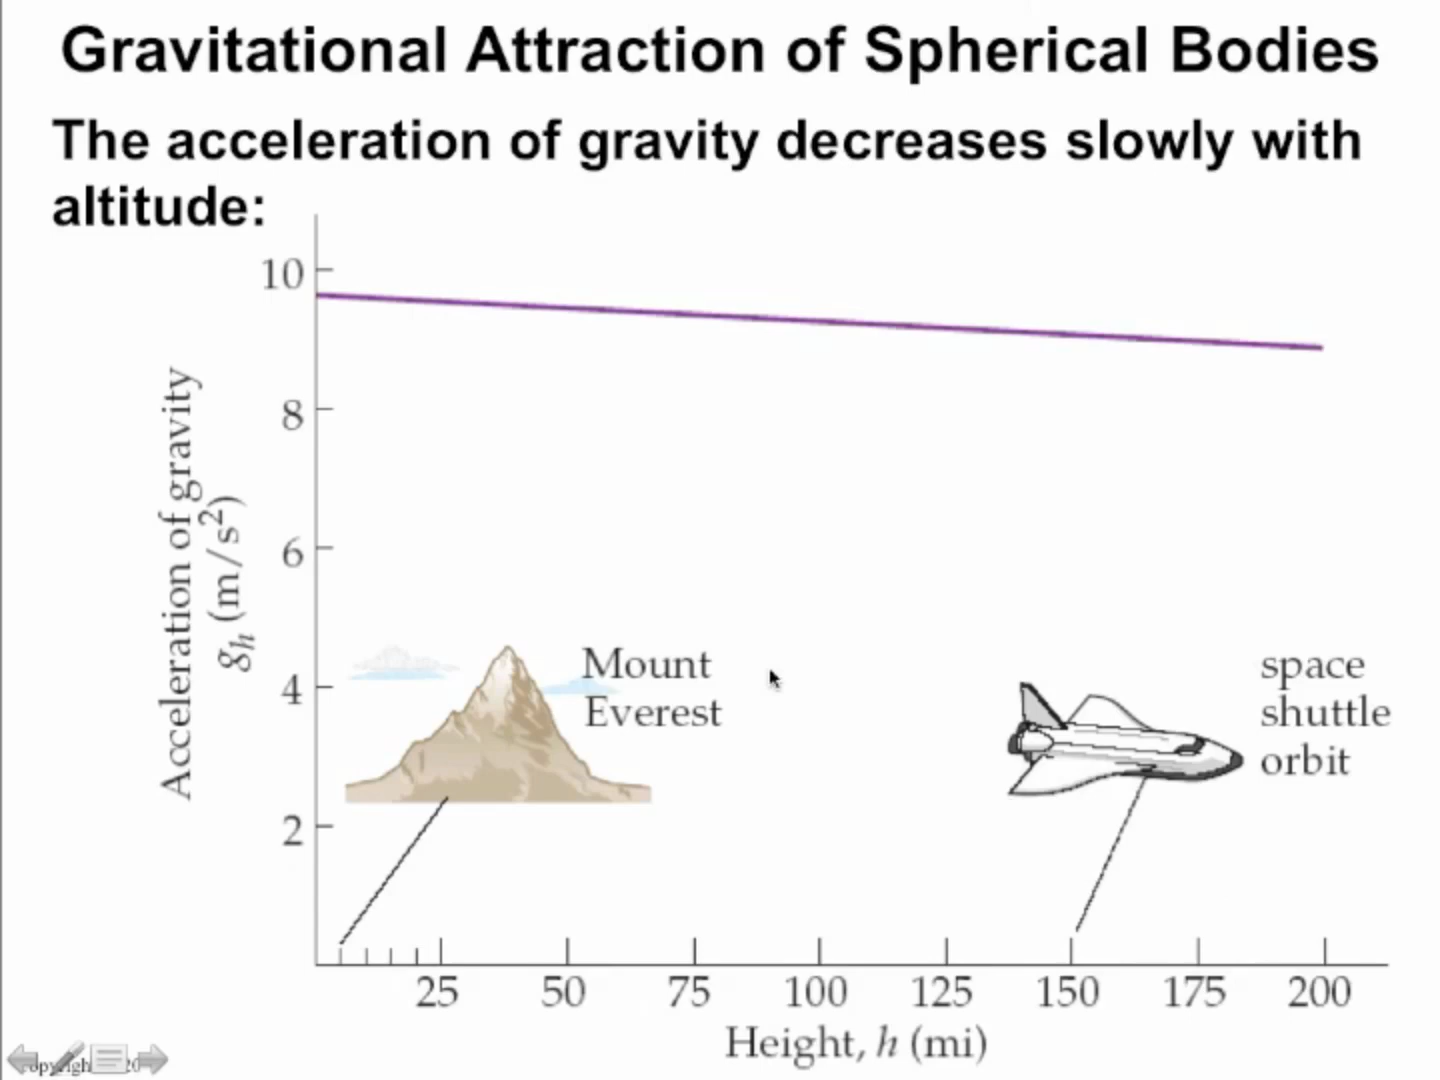 Gravitational Attraction of Spherical Bodies
The acceleration of gravity decreases slowly with
altitude:
10
8
6
4
2
Acceleration of gravity
gh (m/s²)
Mount
Everest
space
shuttle
orbit
25 50 75 100 125 150 175 200
Height, h (mi)